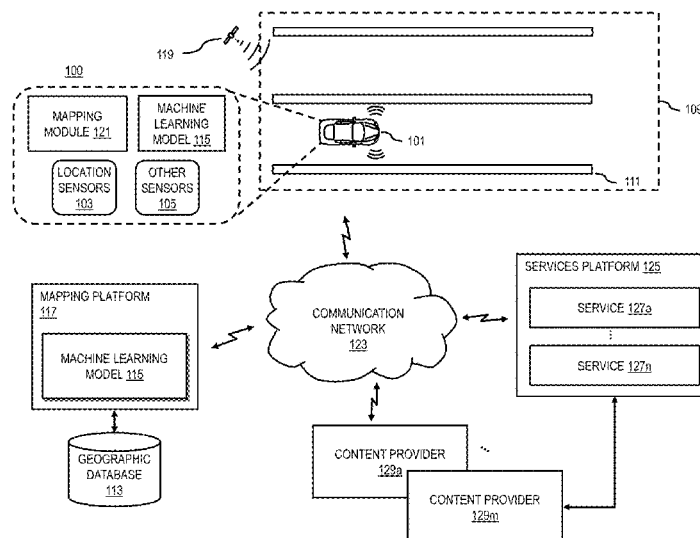 119
100
MAPPING
MODULE 121
MACHINE
LEARNING
MODEL 115
LOCATION
SENSORS
103
OTHER
SENSORS
105
101
109
111
MAPPING PLATFORM
117
MACHINE LEARNING
MODEL 115
GEOGRAPHIC
DATABASE
113
COMMUNICATION
NETWORK
123
SERVICES PLATFORM 125
SERVICE 127a
SERVICE 127n
CONTENT PROVIDER
129a
CONTENT PROVIDER
129m